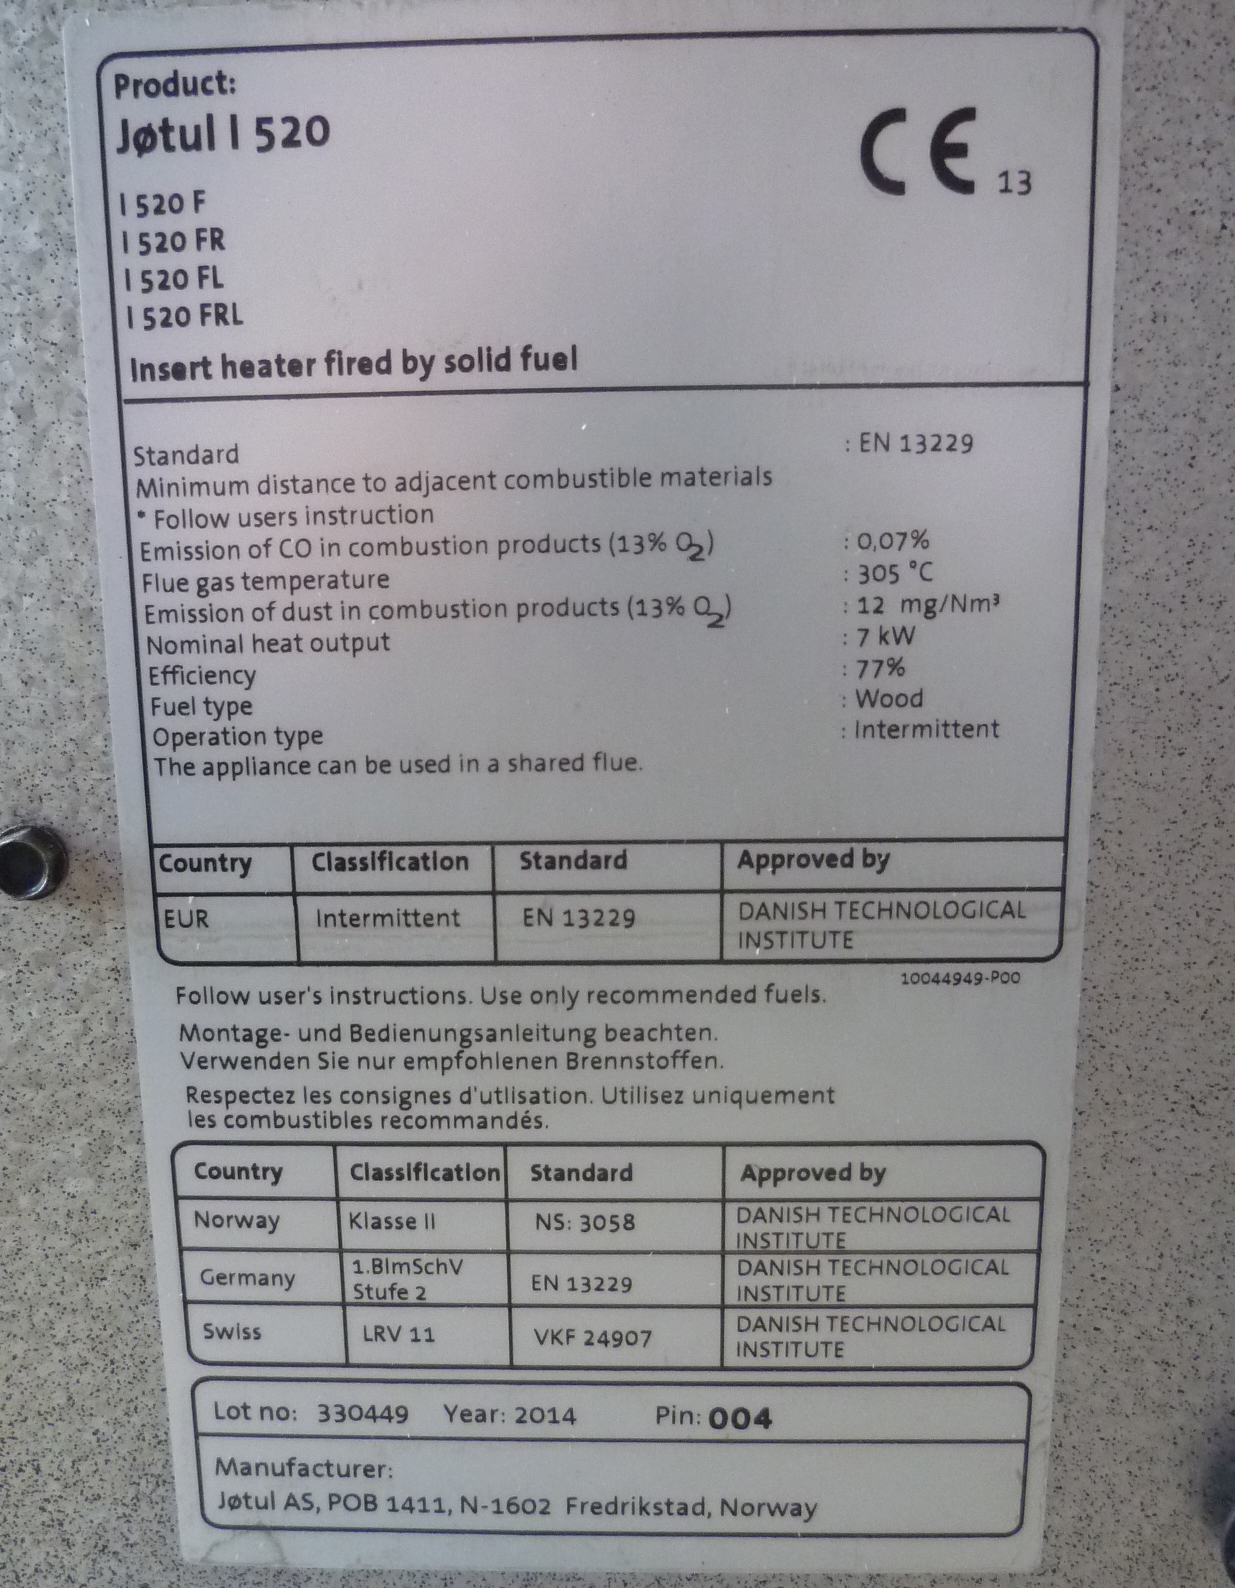 Product:
Jøtul I 520
CE 13
I 520 F
I 520 FR
I 520 FL
I 520 FRL
Insert heater fired by solid fuel
Standard : EN 13229
Minimum distance to adjacent combustible materials
* Follow users instruction
Emission of CO in combustion products (13% O₂) : 0,07%
Flue gas temperature : 305 °C
Emission of dust in combustion products (13% O₂) : 12 mg/Nm³
Nominal heat output : 7 kW
Efficiency : 77%
Fuel type : Wood
Operation type : Intermittent
The appliance can be used in a shared flue.
Country Classification Standard Approved by
EUR Intermittent EN 13229 DANISH TECHNOLOGICAL
INSTITUTE
10044949-P00
Follow user's instructions. Use only recommended fuels.
Montage- und Bedienungsanleitung beachten.
Verwenden Sie nur empfohlenen Brennstoffen.
Respectez les consignes d'utlisation. Utilisez uniquement
les combustibles recommandés.
Country Classification Standard Approved by
Norway Klasse II NS: 3058 DANISH TECHNOLOGICAL
INSTITUTE
Germany 1.BImSchV EN 13229 DANISH TECHNOLOGICAL
Stufe 2 INSTITUTE
Swiss LRV 11 VKF 24907 DANISH TECHNOLOGICAL
INSTITUTE
Lot no: 330449 Year: 2014 Pin: 004
Manufacturer:
Jøtul AS, POB 1411, N-1602 Fredrikstad, Norway